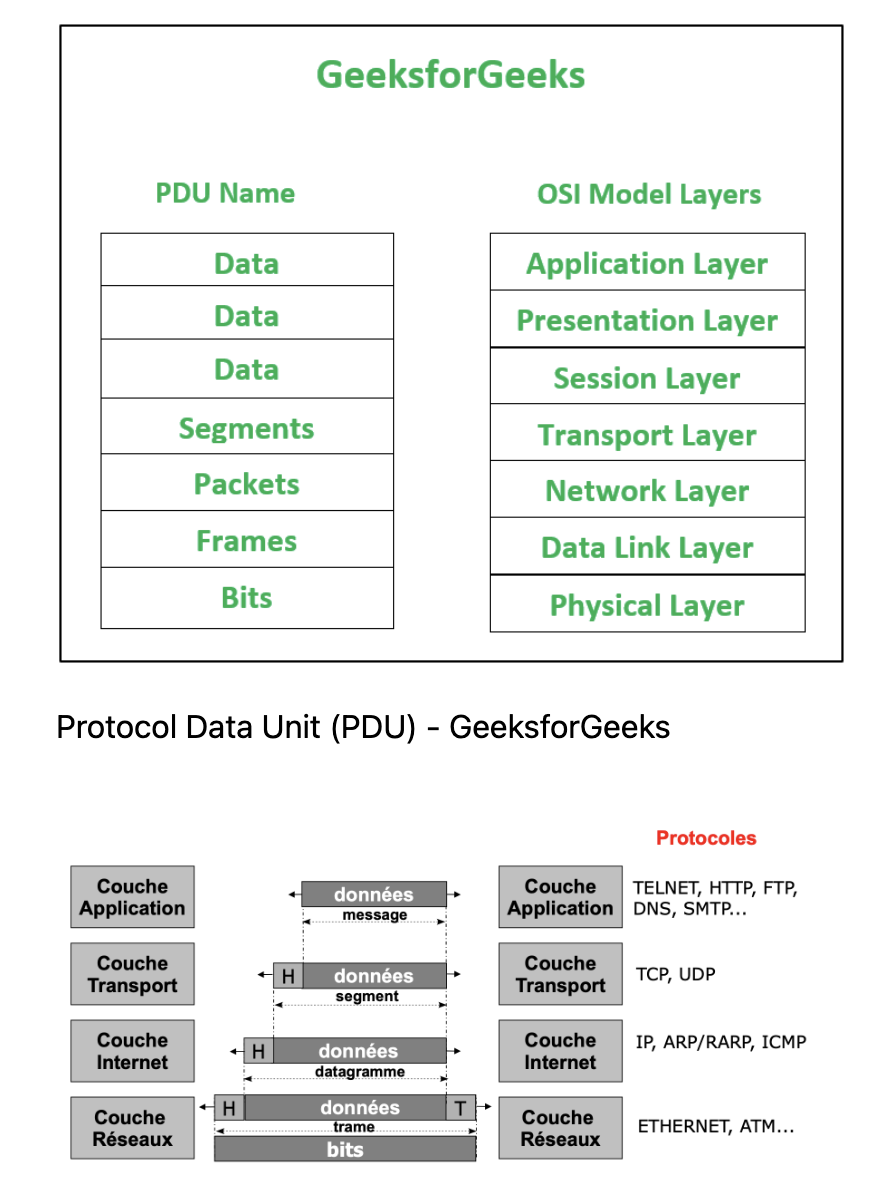 GeeksforGeeks
PDU Name
Data
Data
Data
Segments
Packets
Frames
Bits
OSI Model Layers
Application Layer
Presentation Layer
Session Layer
Transport Layer
Network Layer
Data Link Layer
Physical Layer
Protocol Data Unit (PDU) - GeeksforGeeks
Protocoles
Couche
Application
données
message
Couche
Application
TELNET, HTTP, FTP,
DNS, SMTP...
Couche
Transport
H
données
segment
Couche
Transport
TCP, UDP
Couche
Internet
H
données
datagramme
Couche
Internet
IP, ARP/RARP, ICMP
Couche
Réseaux
H
données
T
trame
bits
Couche
Réseaux
ETHERNET, ATM...